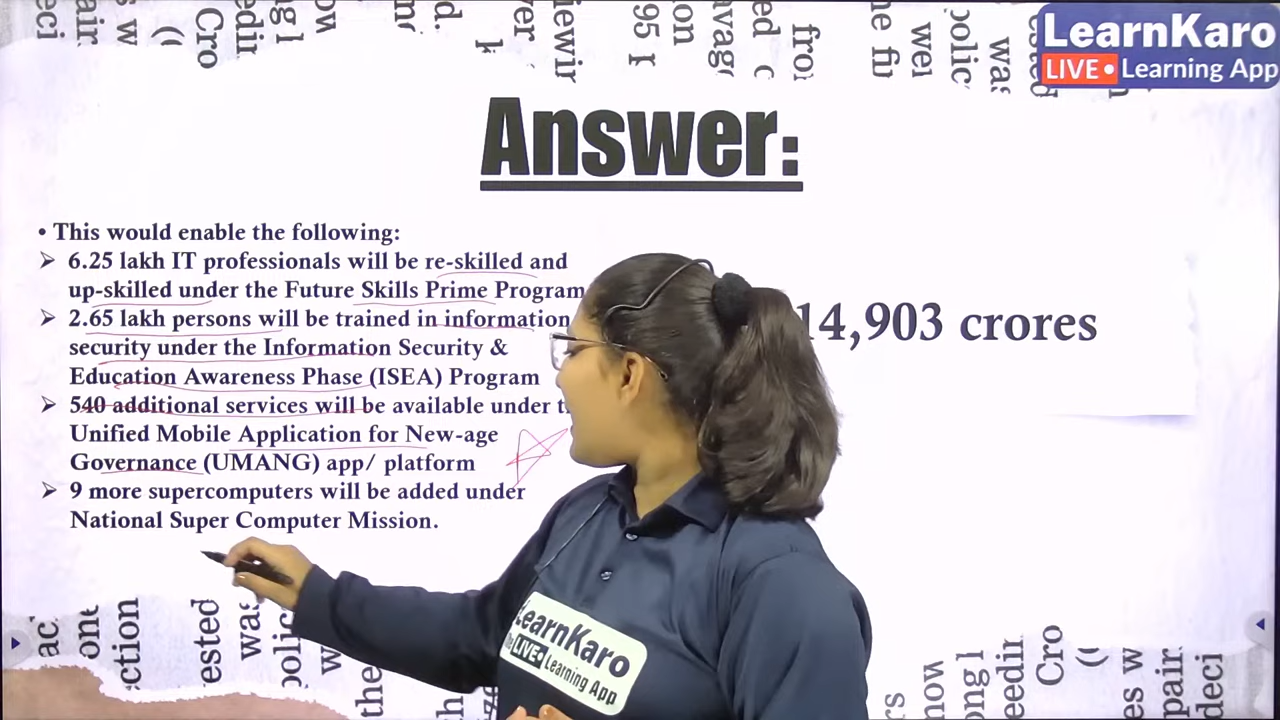 LearnKaro
LIVE • Learning App
Answer:
• This would enable the following:
➢ 6.25 lakh IT professionals will be re-skilled and
up-skilled under the Future Skills Prime Program
➢ 2.65 lakh persons will be trained in information
security under the Information Security &
Education Awareness Phase (ISEA) Program
➢ 540 additional services will be available under
Unified Mobile Application for New-age
Governance (UMANG) app/ platform
➢ 9 more supercomputers will be added under
National Super Computer Mission.
14,903 crores
LearnKaro
The LIVE• Learning App